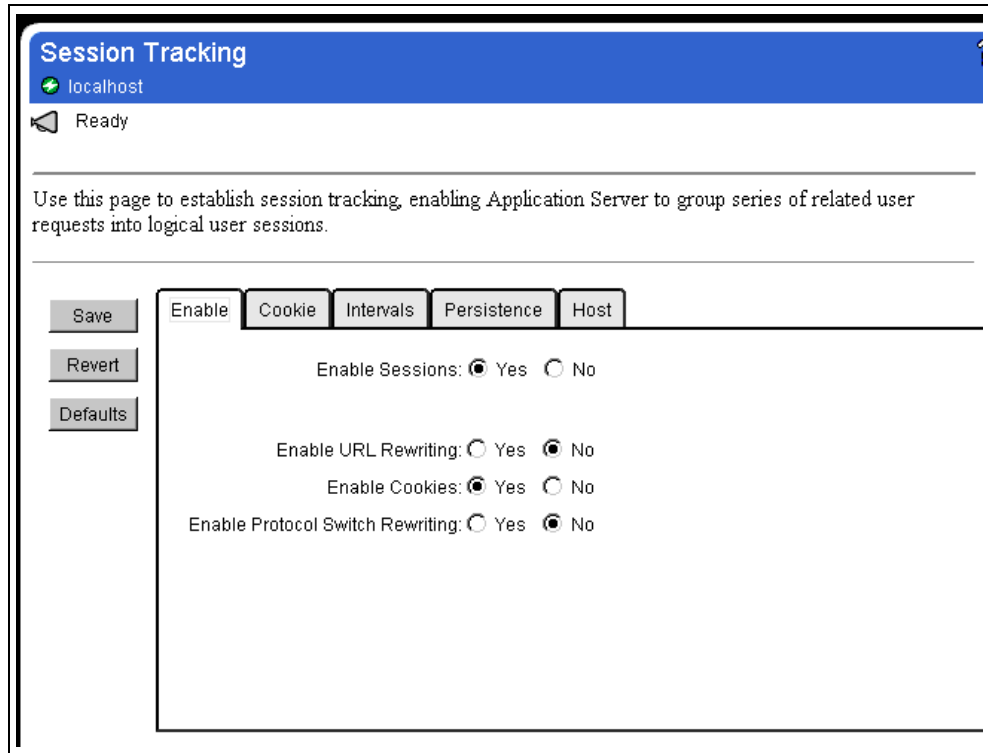 Session Tracking
localhost
Ready
Use this page to establish session tracking, enabling Application Server to group series of related user
requests into logical user sessions.
Save
Revert
Defaults
Enable Cookie Intervals Persistence Host
Enable Sessions: Yes No
Enable URL Rewriting: Yes No
Enable Cookies: Yes No
Enable Protocol Switch Rewriting: Yes No